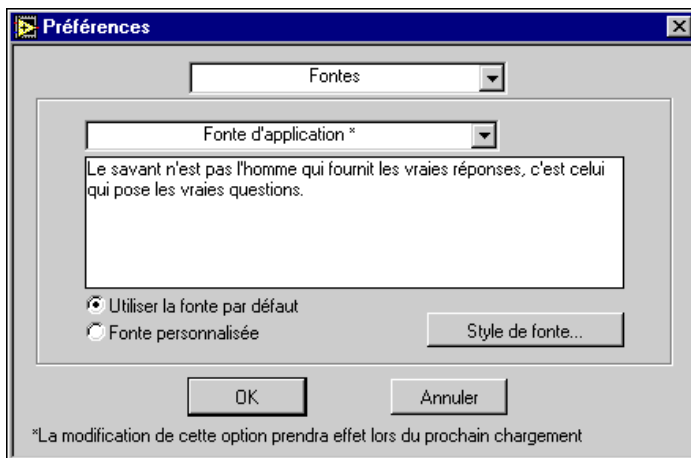 Préférences
Fontes
Fonte d'application *
Le savant n'est pas l'homme qui fournit les vraies réponses, c'est celui
qui pose les vraies questions.
Utiliser la fonte par défaut
Fonte personnalisée
Style de fonte...
OK
Annuler
*La modification de cette option prendra effet lors du prochain chargement